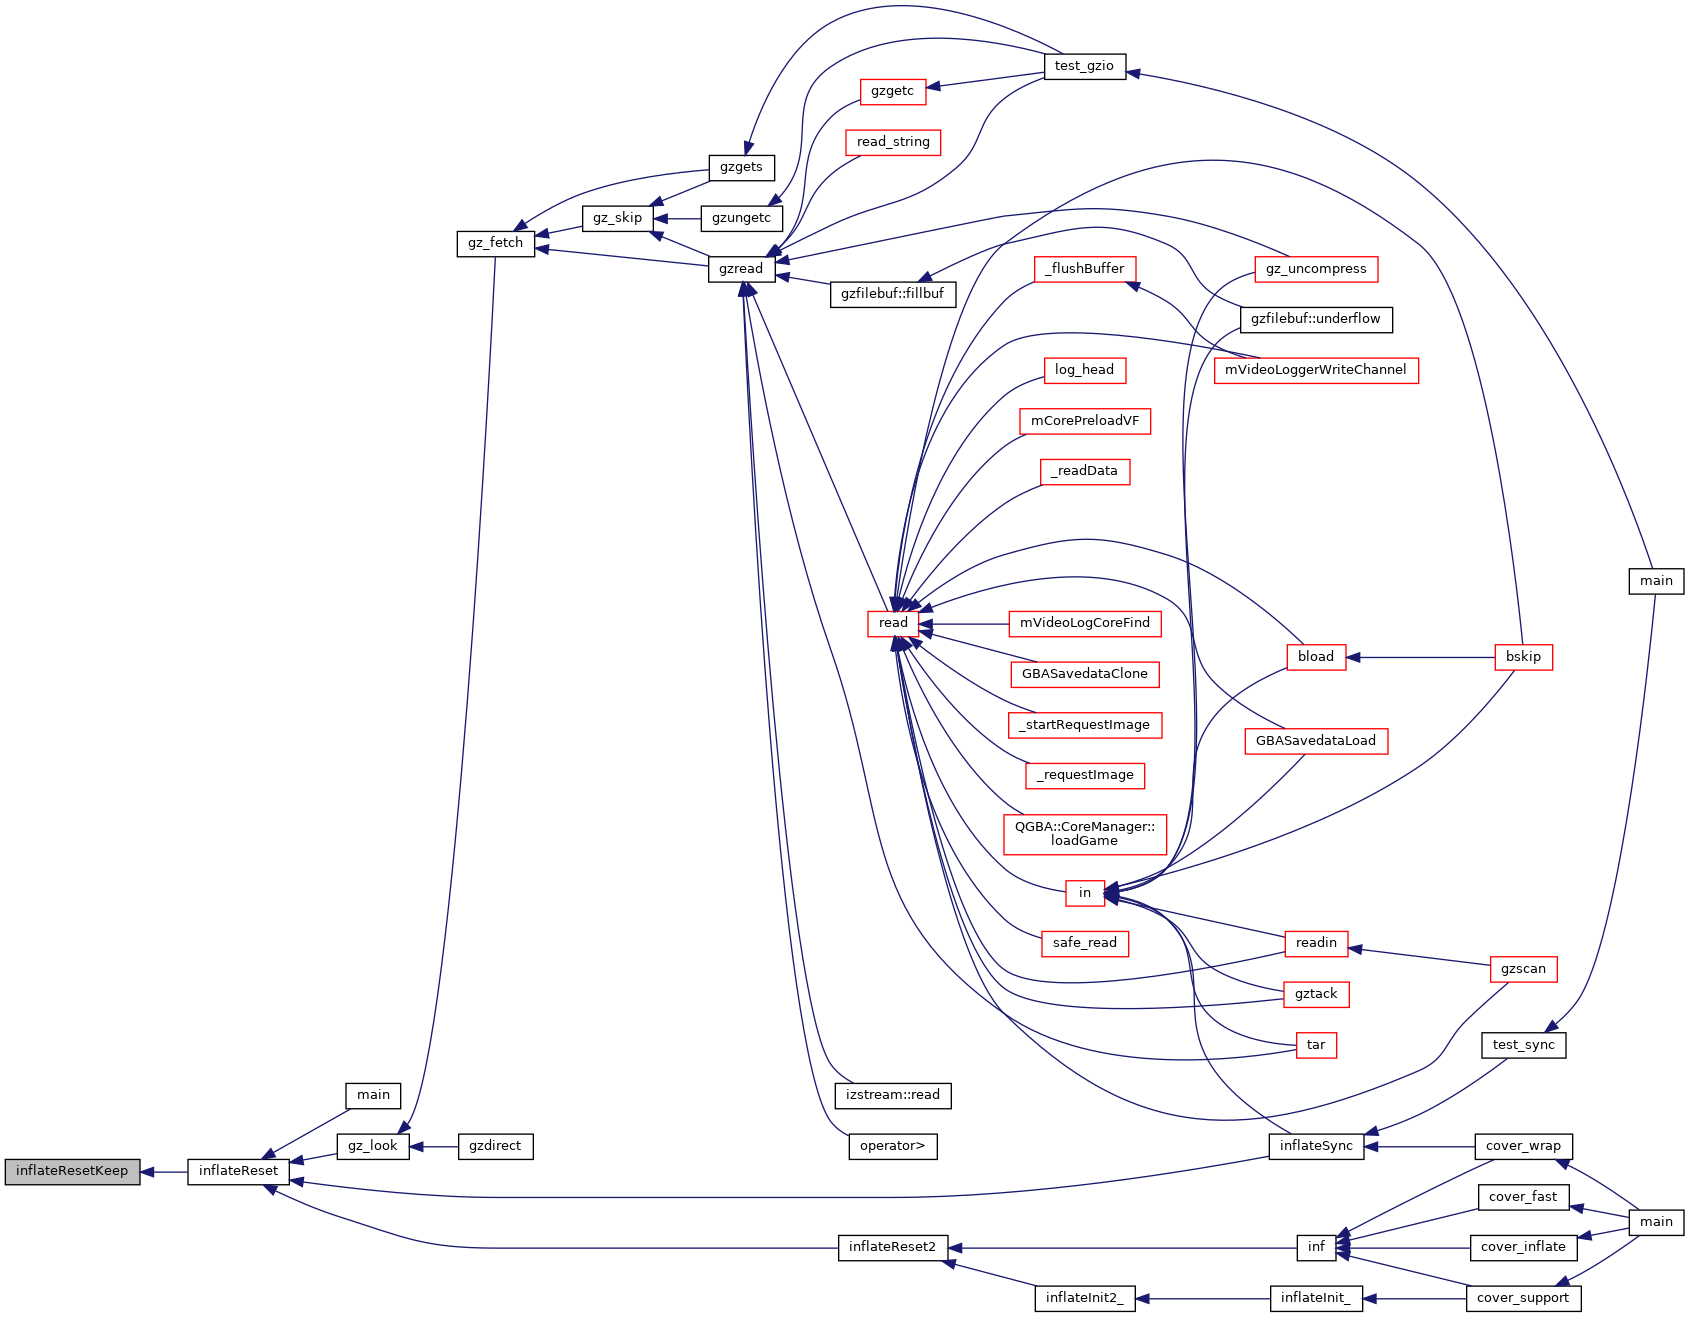 test_gzio
gzgetc
read_string
gzgets
gz_skip
gzungetc
gz_fetch
gzread
_flushBuffer
gz_uncompress
gzfilebuf::fillbuf
gzfilebuf::underflow
log_head
mVideoLoggerWriteChannel
mCorePreloadVF
_readData
main
read
mVideoLogCoreFind
bload
bskip
GBASavedataClone
_startRequestImage
GBASavedataLoad
_requestImage
QGBA::CoreManager::
loadGame
in
safe_read
readin
gzscan
gztack
tar
test_sync
main
izstream::read
gz_look
gzdirect
operator>
inflateSync
cover_wrap
inflateResetKeep
inflateReset
cover_fast
main
inflateReset2
inf
cover_inflate
inflateInit2_
inflateInit_
cover_support